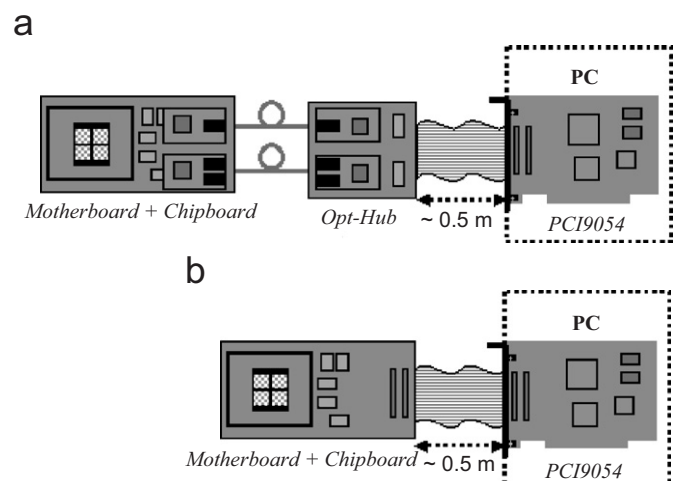 a
PC
Motherboard + Chipboard
Opt-Hub
~ 0.5 m
PCI9054
b
PC
Motherboard + Chipboard
~ 0.5 m
PCI9054